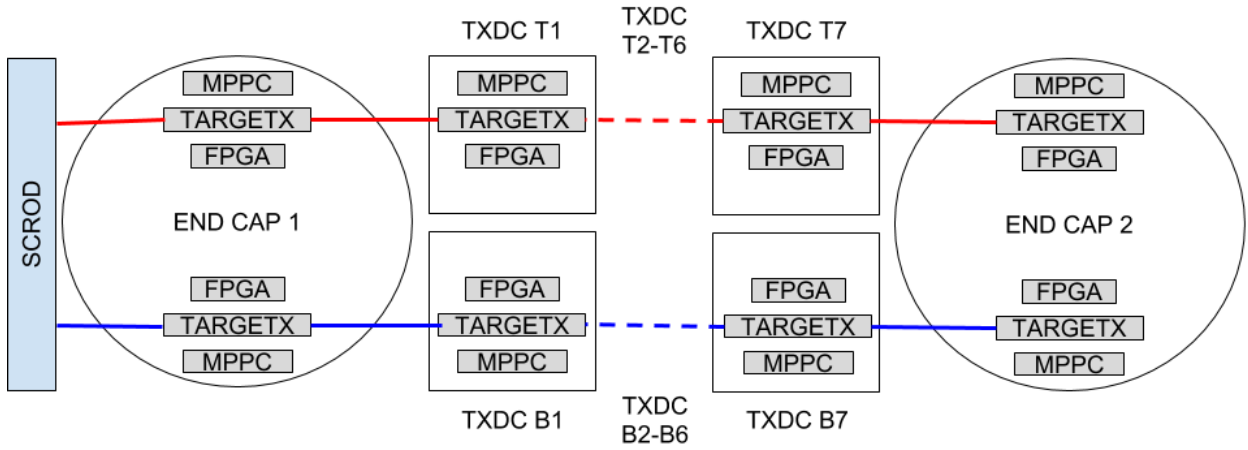 TXDC T1
TXDC
T2-T6
TXDC T7
SCROD
MPPC
TARGETX
FPGA
END CAP 1
FPGA
TARGETX
MPPC
MPPC
TARGETX
FPGA
FPGA
TARGETX
MPPC
MPPC
TARGETX
FPGA
FPGA
TARGETX
MPPC
MPPC
TARGETX
FPGA
END CAP 2
FPGA
TARGETX
MPPC
TXDC B1
TXDC
B2-B6
TXDC B7